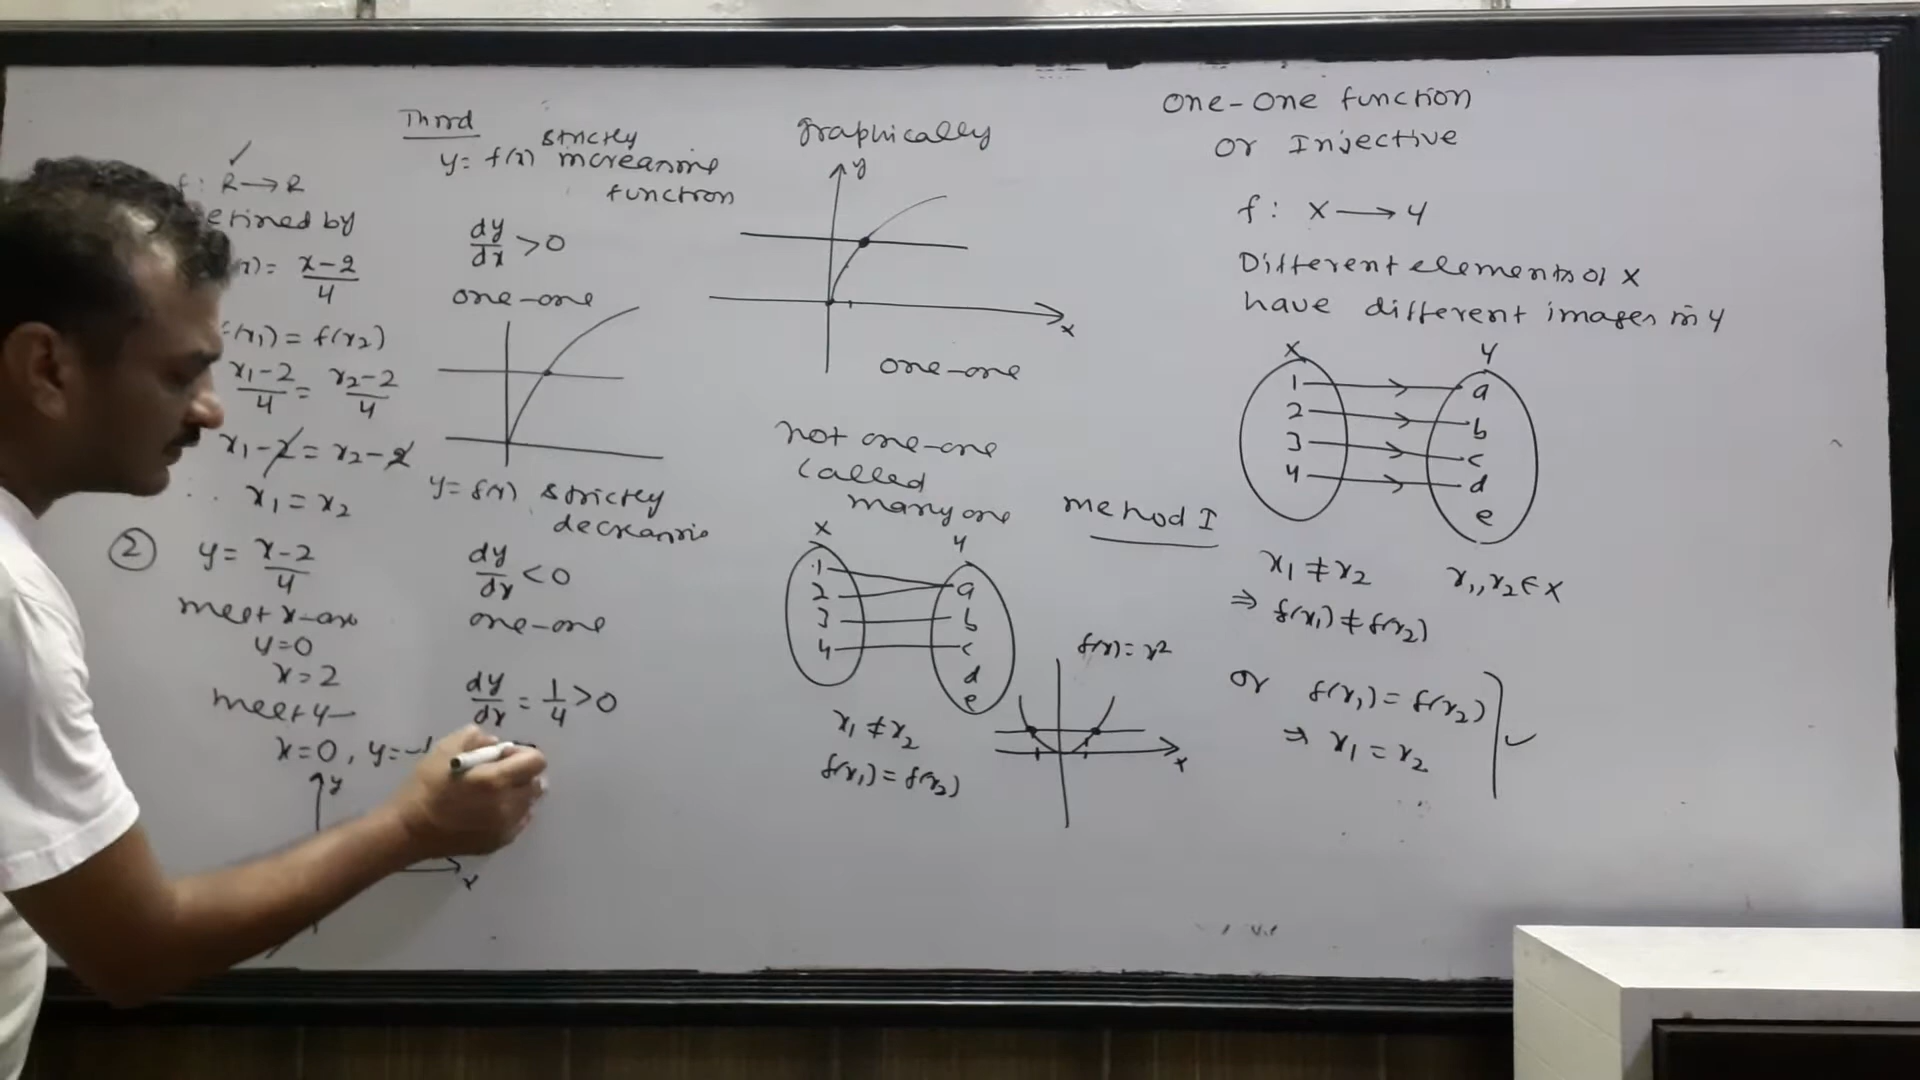 One-One function
or Injective
f: X → Y
Different elements of X
have different images in Y
X Y
1 a
2 b
3 c
4 d
e
x₁ ≠ x₂ x₁,x₂ ∈ X
⇒ f(x₁) ≠ f(x₂)
or f(x₁) = f(x₂)
⇒ x₁ = x₂
method I
graphically
y
x
one-one
not one-one
called
many one
X Y
1 a
2 b
3 c
4 d
e
x₁ ≠ x₂
f(x₁) = f(x₂)
f(x) = x²
x
Third
strictly
y = f(x) increasing
function
dy/dx > 0
one-one
y = f(x) strictly
dy/dx < 0
one-one
dy/dx = 1/4 > 0
f: R → R
x-2/4
f(x₁) = f(x₂)
x₁-2/4 = x₂-2/4
x₁-2 = x₂-2
∴ x₁ = x₂
② y = x-2/4
meet x-axis
y=0
x=2
meet y-
x=0, y=-
y
x